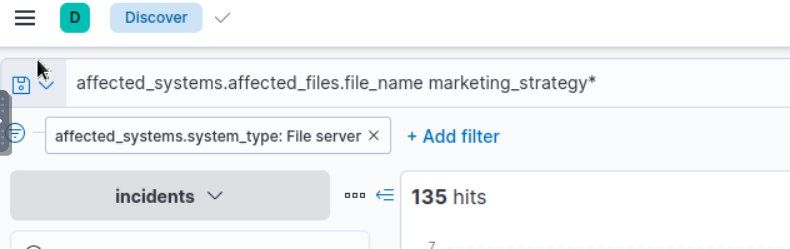 D Discover
affected_systems.affected_files.file_name marketing_strategy*
affected_systems.system_type: File server × + Add filter
incidents
135 hits
7